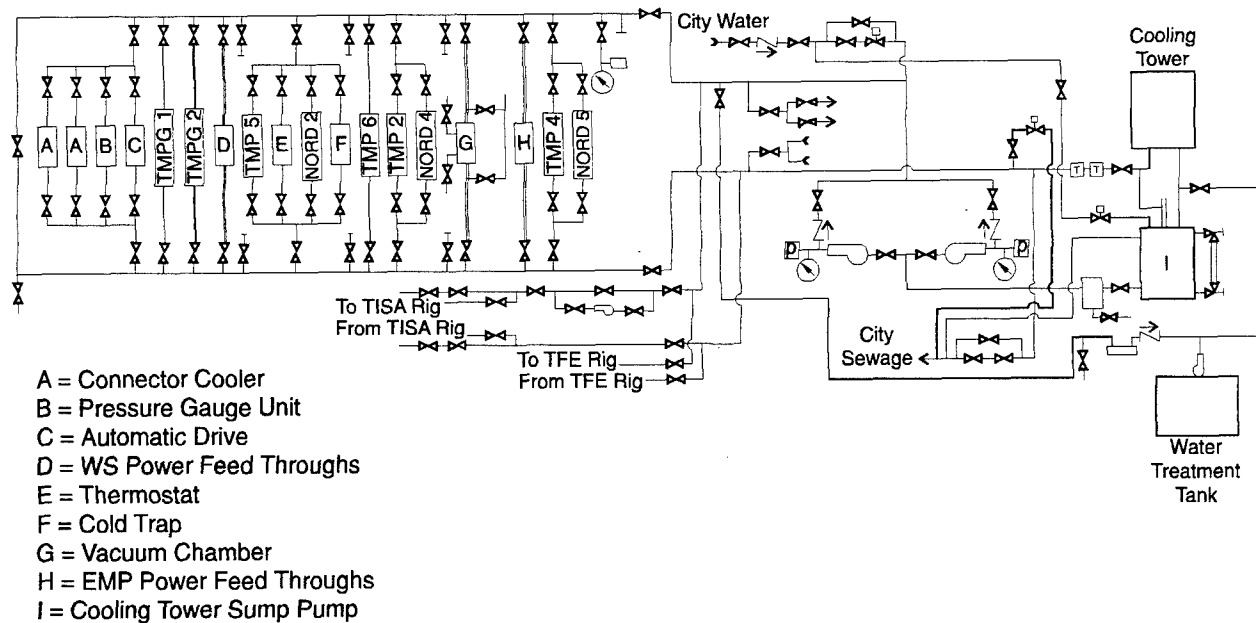 City Water
Cooling
Tower
A
A
B
C
TMPG 1
TMPG 2
D
TMP 5
E
NORD 2
F
TMP 6
TMP 2
NORD 4
G
H
TMP 4
NORD 5
T T
P
P
I
To TISA Rig
From TISA Rig
To TFE Rig
From TFE Rig
City
Sewage
Water
Treatment
Tank
A = Connector Cooler
B = Pressure Gauge Unit
C = Automatic Drive
D = WS Power Feed Throughs
E = Thermostat
F = Cold Trap
G = Vacuum Chamber
H = EMP Power Feed Throughs
I = Cooling Tower Sump Pump